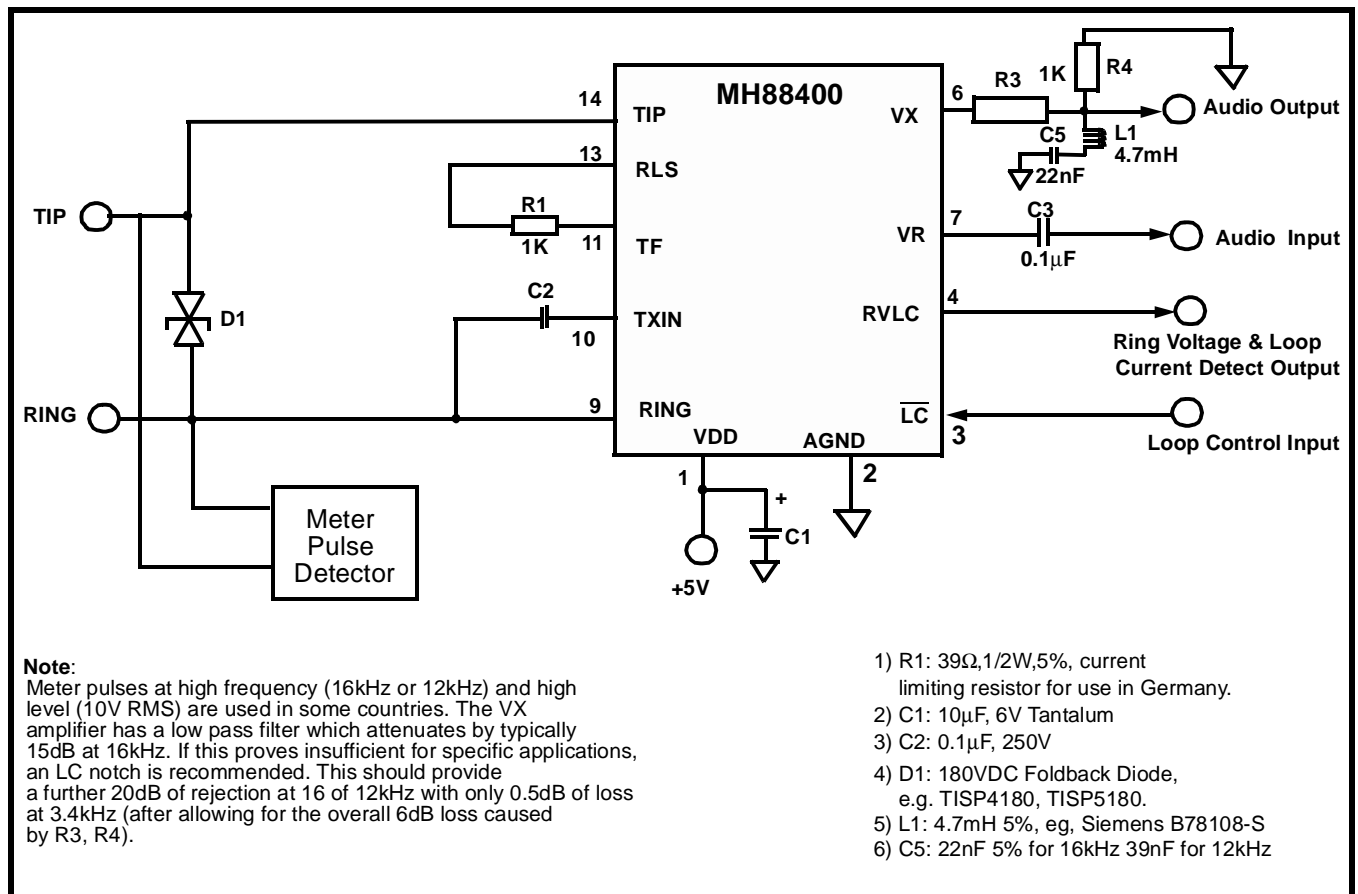 MH88400
14
TIP
13
RLS
R1
1K
11
TF
C2
TXIN
10
9
RING
VDD
AGND
1
2
+
C1
+5V
TIP
D1
RING
Meter
Pulse
Detector
VX
6
R3
1K
R4
C5
22nF
L1
4.7mH
Audio Output
VR
7
C3
0.1μF
Audio Input
RVLC
4
Ring Voltage & Loop
Current Detect Output
LC
3
Loop Control Input
Note:
Meter pulses at high frequency (16kHz or 12kHz) and high
level (10V RMS) are used in some countries. The VX
amplifier has a low pass filter which attenuates by typically
15dB at 16kHz. If this proves insufficient for specific applications,
an LC notch is recommended. This should provide
a further 20dB of rejection at 16 of 12kHz with only 0.5dB of loss
at 3.4kHz (after allowing for the overall 6dB loss caused
by R3, R4).
1) R1: 39Ω,1/2W,5%, current
limiting resistor for use in Germany.
2) C1: 10μF, 6V Tantalum
3) C2: 0.1μF, 250V
4) D1: 180VDC Foldback Diode,
e.g. TISP4180, TISP5180.
5) L1: 4.7mH 5%, eg, Siemens B78108-S
6) C5: 22nF 5% for 16kHz 39nF for 12kHz